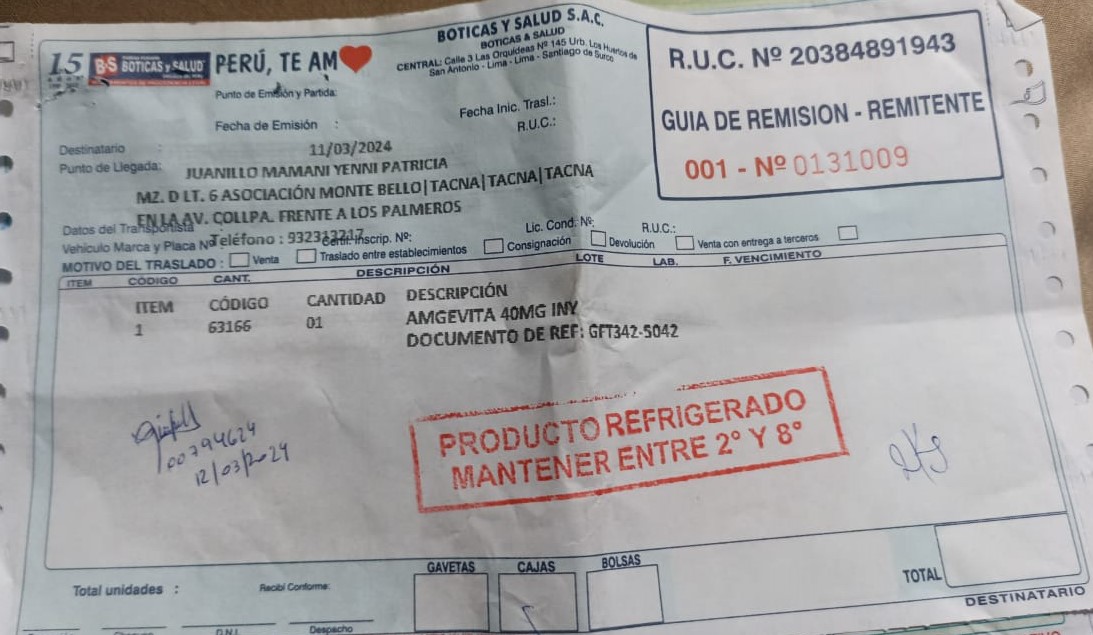 15 B·S BOTICAS Y SALUD PERÚ, TE AM
BOTICAS Y SALUD S.A.C.
BOTICAS & SALUD
CENTRAL: Calle 3 Las Orquídeas Nº 145 Urb. Los Huertos de
San Antonio - Lima - Lima - Santiago de Surco
R.U.C. Nº 20384891943
GUIA DE REMISION - REMITENTE
001 - Nº 0131009
Punto de Emisión y Partida:
Fecha de Emisión :
Fecha Inic. Trasl.:
R.U.C.:
Destinatario :
11/03/2024
Punto de Llegada: JUANILLO MAMANI YENNI PATRICIA
MZ. D LT. 6 ASOCIACIÓN MONTE BELLO|TACNA|TACNA|TACNA
EN LA AV. COLLPA. FRENTE A LOS PALMEROS
Datos del Transponista
Lic. Cond. Nº: R.U.C.:
Vehículo Marca y Placa Nº Teléfono : 932313217 Certif. Inscrip. Nº:
MOTIVO DEL TRASLADO : Venta Traslado entre establecimientos Consignación Devolución Venta con entrega a terceros
ITEM CÓDIGO CANT. DESCRIPCIÓN LOTE LAB. F. VENCIMIENTO
ITEM CÓDIGO CANTIDAD DESCRIPCIÓN
1 63166 01 AMGEVITA 40MG INY
DOCUMENTO DE REF: GFT342-5042
PRODUCTO REFRIGERADO
MANTENER ENTRE 2° Y 8°
00794624
12/03/2024
GAVETAS CAJAS BOLSAS
Total unidades : Recibí Conforme: TOTAL
DESTINATARIO
D.N.I. Despacho